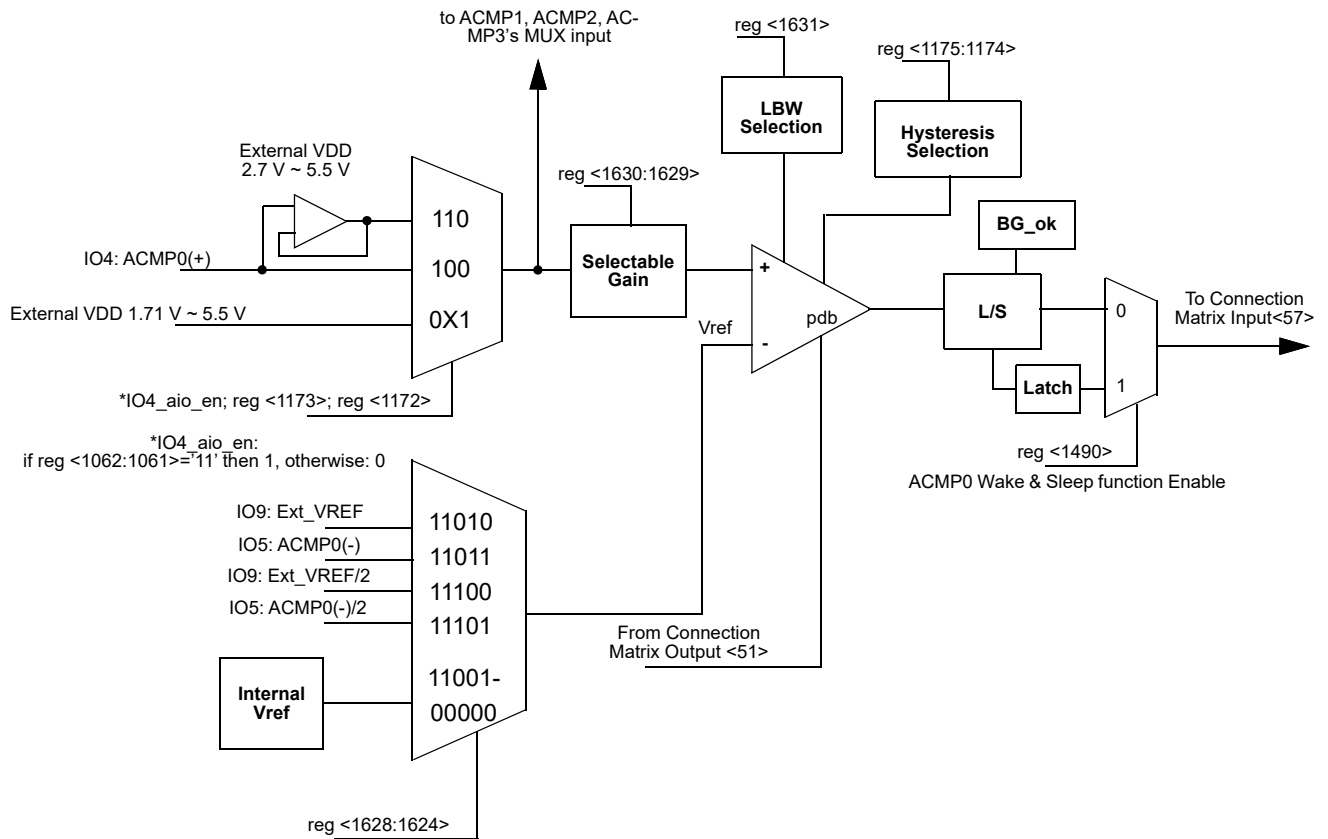 to ACMP1, ACMP2, AC-
MP3's MUX input
reg <1631>
reg <1175:1174>
LBW
Selection
Hysteresis
Selection
External VDD
2.7 V ~ 5.5 V
reg <1630:1629>
BG_ok
110
IO4: ACMP0(+)
100
Selectable
Gain
+
L/S
0
To Connection
Matrix Input<57>
External VDD 1.71 V ~ 5.5 V
0X1
Vref
pdb
-
Latch
1
*IO4_aio_en; reg <1173>; reg <1172>
*IO4_aio_en:
if reg <1062:1061>='11' then 1, otherwise: 0
reg <1490>
ACMP0 Wake & Sleep function Enable
IO9: Ext_VREF
11010
IO5: ACMP0(-)
11011
IO9: Ext_VREF/2
11100
IO5: ACMP0(-)/2
11101
From Connection
Matrix Output <51>
Internal
Vref
11001-
00000
reg <1628:1624>